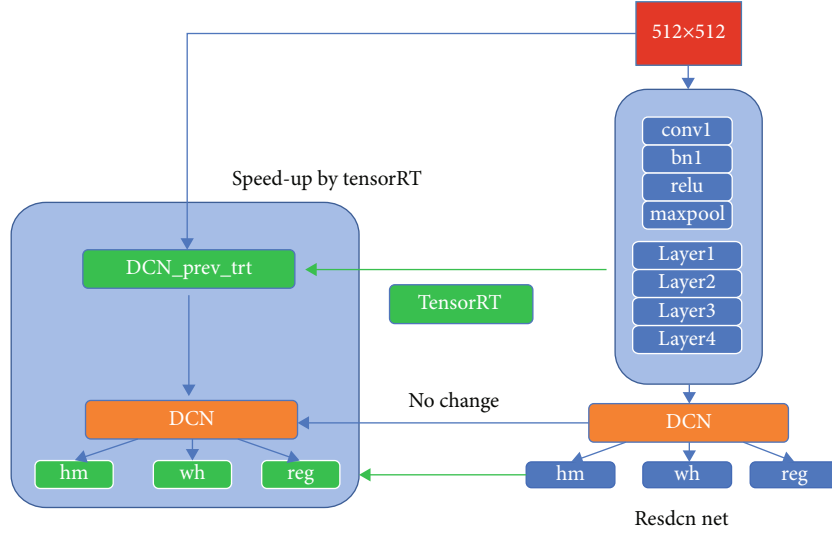 512×512
conv1
bn1
relu
maxpool
Speed-up by tensorRT
Layer1
Layer2
Layer3
Layer4
DCN_prev_trt
TensorRT
No change
DCN
DCN
hm
wh
reg
hm
wh
reg
Resdcn net